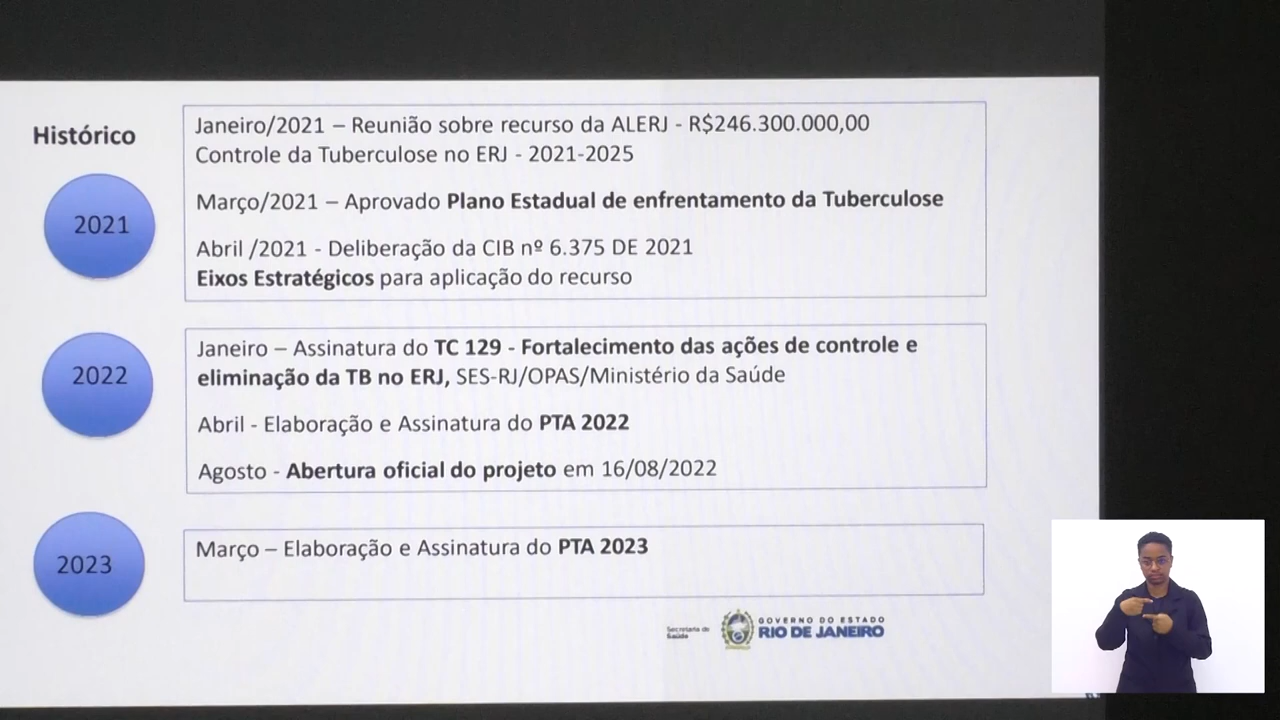 Histórico
2021
Janeiro/2021 – Reunião sobre recurso da ALERJ - R$246.300.000,00
Controle da Tuberculose no ERJ - 2021-2025
Março/2021 – Aprovado Plano Estadual de enfrentamento da Tuberculose
Abril /2021 - Deliberação da CIB nº 6.375 DE 2021
Eixos Estratégicos para aplicação do recurso
2022
Janeiro – Assinatura do TC 129 - Fortalecimento das ações de controle e
eliminação da TB no ERJ, SES-RJ/OPAS/Ministério da Saúde
Abril - Elaboração e Assinatura do PTA 2022
Agosto - Abertura oficial do projeto em 16/08/2022
2023
Março – Elaboração e Assinatura do PTA 2023
Secretaria de
Saúde
GOVERNO DO ESTADO
RIO DE JANEIRO